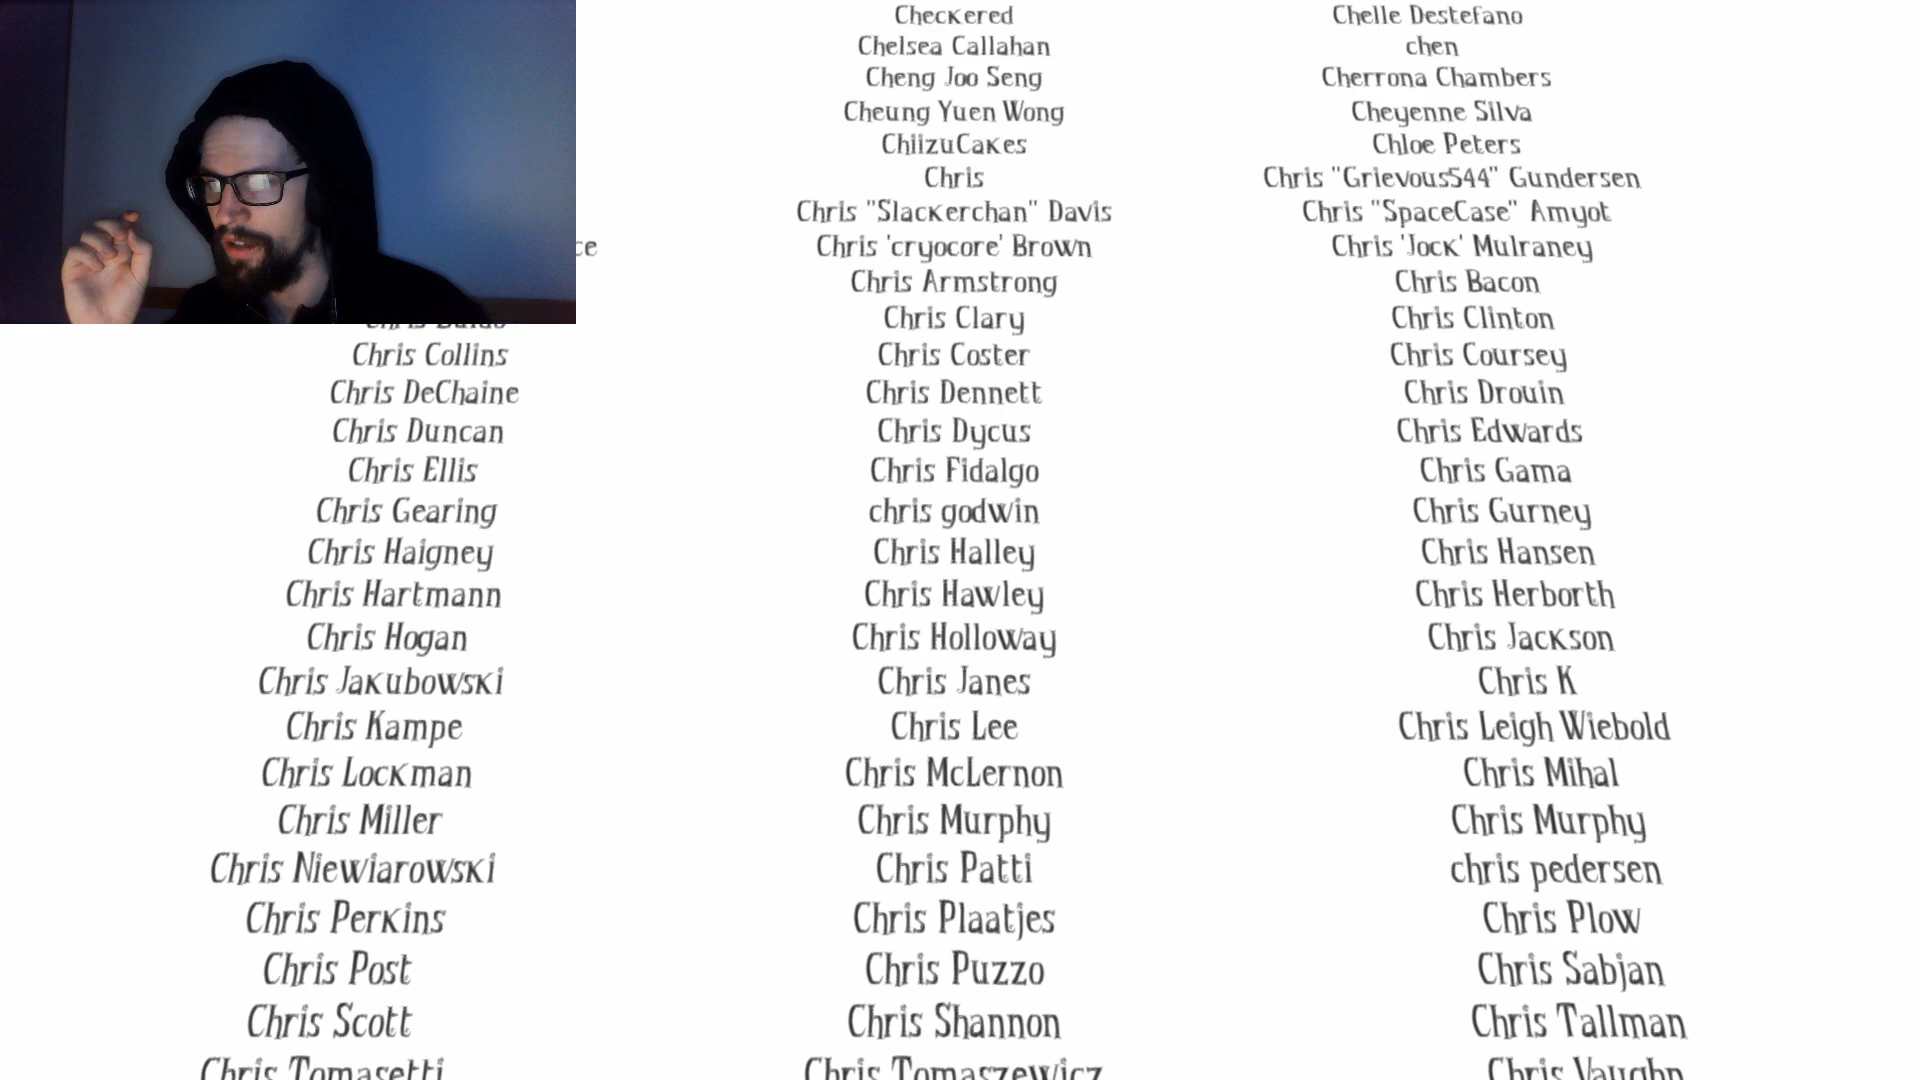 Checkered Chelle Destefano
Chelsea Callahan chen
Cheng Joo Seng Cherrona Chambers
Cheung Yuen Wong Cheyenne Silva
ChiizuCakes Chloe Peters
Chris Chris "Grievous544" Gundersen
Chris "Slackerchan" Davis Chris "SpaceCase" Amyot
Chris 'cryocore' Brown Chris 'Jock' Mulraney
Chris Armstrong Chris Bacon
Chris Clary Chris Clinton
Chris Collins Chris Coster Chris Coursey
Chris DeChaine Chris Dennett Chris Drouin
Chris Duncan Chris Dycus Chris Edwards
Chris Ellis Chris Fidalgo Chris Gama
Chris Gearing chris godwin Chris Gurney
Chris Haigney Chris Halley Chris Hansen
Chris Hartmann Chris Hawley Chris Herborth
Chris Hogan Chris Holloway Chris Jackson
Chris Jakubowski Chris Janes Chris K
Chris Kampe Chris Lee Chris Leigh Wiebold
Chris Lockman Chris McLernon Chris Mihal
Chris Miller Chris Murphy Chris Murphy
Chris Niewiarowski Chris Patti chris pedersen
Chris Perkins Chris Plaatjes Chris Plow
Chris Post Chris Puzzo Chris Sabjan
Chris Scott Chris Shannon Chris Tallman
Chris Tomasetti Chris Tomaszewicz Chris Vaughn